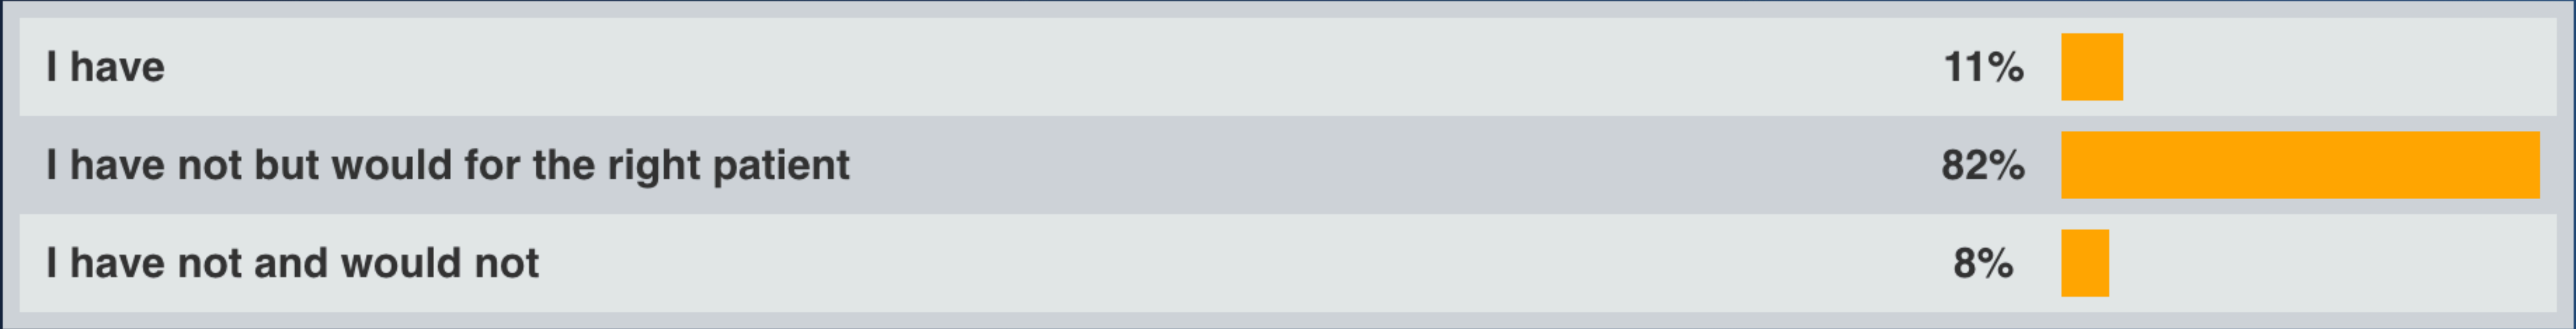 I have 11%
I have not but would for the right patient 82%
I have not and would not 8%